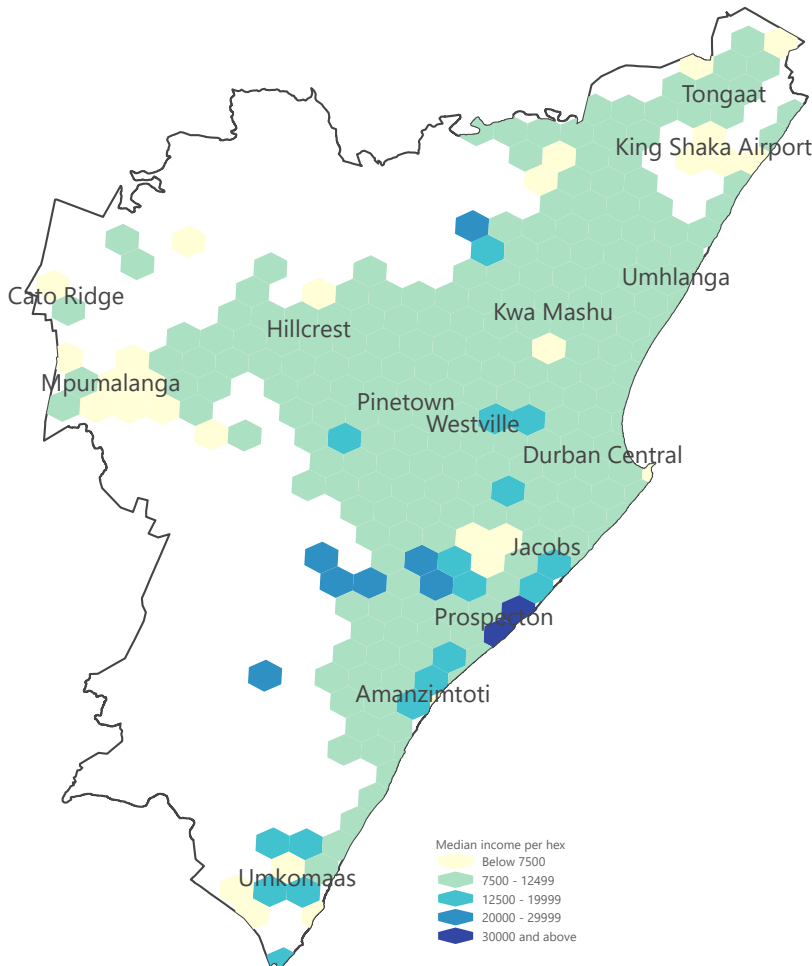 Tongaat
King Shaka Airport
Umhlanga
Cato Ridge
Kwa Mashu
Hillcrest
Mpumalanga
Pinetown
Westville
Durban Central
Jacobs
Prospecton
Amanzimtoti
Median income per hex
Below 7500
7500 - 12499
12500 - 19999
20000 - 29999
30000 and above
Umkomaas